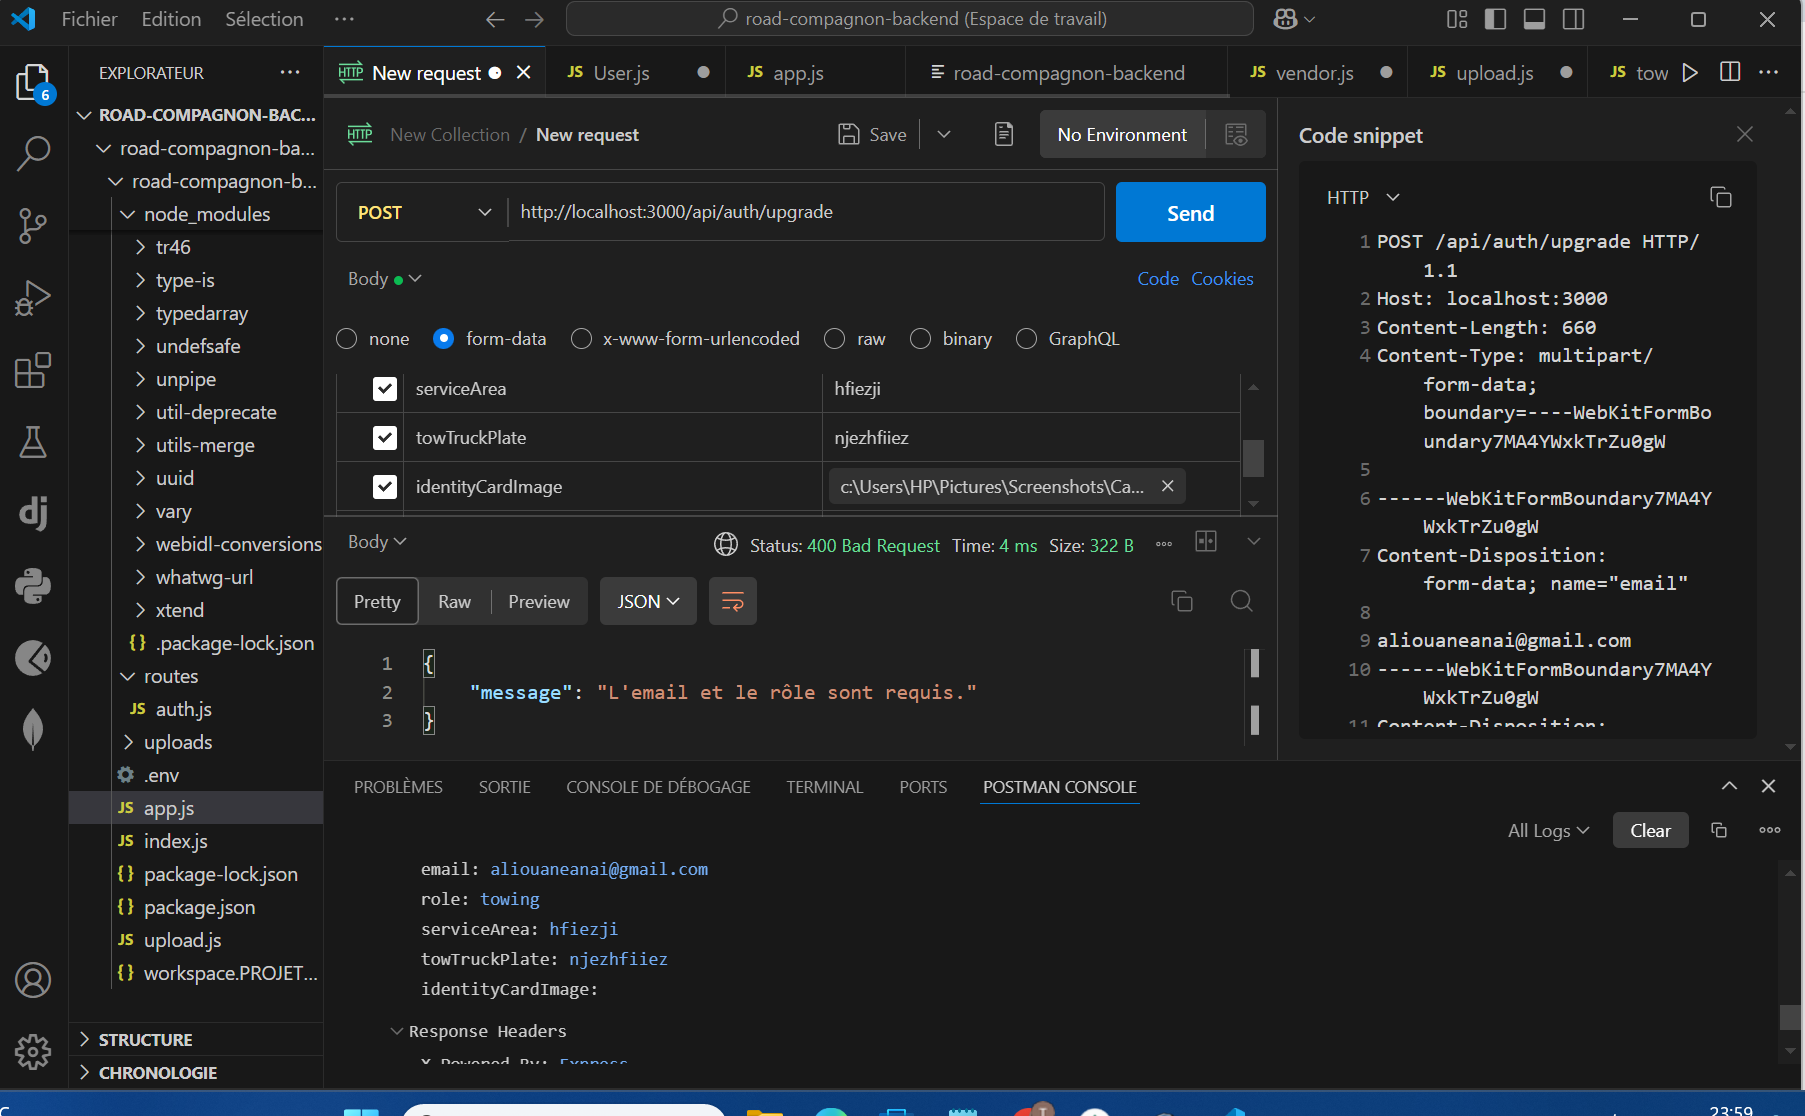 Fichier Edition Sélection ··· road-compagnon-backend (Espace de travail)
EXPLORATEUR ···
New request User.js app.js road-compagnon-backend vendor.js upload.js tow ···
6
ROAD-COMPAGNON-BAC...
road-compagnon-ba...
road-compagnon-b...
node_modules
tr46
type-is
typedarray
undefsafe
unpipe
util-deprecate
utils-merge
uuid
vary
webidl-conversions
whatwg-url
xtend
{} .package-lock.json
routes
JS auth.js
uploads
.env
JS app.js
JS index.js
{} package-lock.json
{} package.json
JS upload.js
{} workspace.PROJET...
STRUCTURE
CHRONOLOGIE
HTTP New Collection / New request Save No Environment
POST http://localhost:3000/api/auth/upgrade Send
Body Code Cookies
none form-data x-www-form-urlencoded raw binary GraphQL
serviceArea hfiezji
towTruckPlate njezhfiiez
identityCardImage c:\Users\HP\Pictures\Screenshots\Ca...
Body Status: 400 Bad Request Time: 4 ms Size: 322 B
Pretty Raw Preview JSON
1 {
2 "message": "L'email et le rôle sont requis."
3 }
Code snippet
HTTP
1 POST /api/auth/upgrade HTTP/
1.1
2 Host: localhost:3000
3 Content-Length: 660
4 Content-Type: multipart/
form-data;
boundary=----WebKitFormBo
undary7MA4YWxkTrZu0gW
5
6 ------WebKitFormBoundary7MA4Y
WxkTrZu0gW
7 Content-Disposition:
form-data; name="email"
8
9 aliouaneanai@gmail.com
10 ------WebKitFormBoundary7MA4Y
WxkTrZu0gW
11 Content-Disposition:
PROBLÈMES SORTIE CONSOLE DE DÉBOGAGE TERMINAL PORTS POSTMAN CONSOLE
All Logs Clear
email: aliouaneanai@gmail.com
role: towing
serviceArea: hfiezji
towTruckPlate: njezhfiiez
identityCardImage:
Response Headers
X-Powered-By: Express
23:59